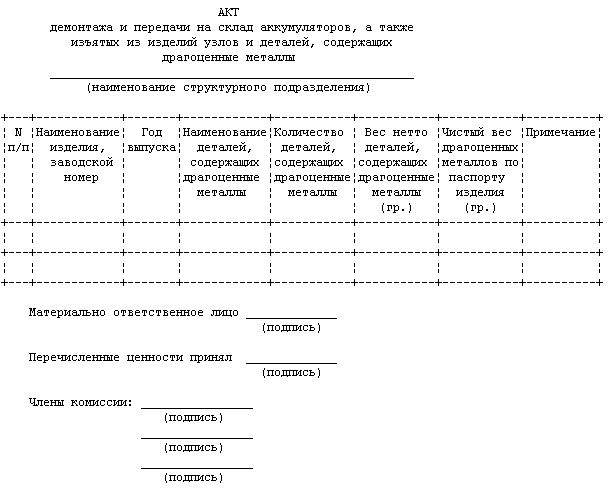 АКТ
демонтажа и передачи на склад аккумуляторов, а также
изъятых из изделий узлов и деталей, содержащих
драгоценные металлы
(наименование структурного подразделения)
N Наименование Год Наименование Количество Вес нетто Чистый вес Примечание
п/п изделия, выпуска деталей, деталей, деталей, драгоценных
заводской содержащих содержащих содержащих металлов по
номер драгоценные драгоценные драгоценные паспорту
металлы металлы металлы изделия
(гр.) (гр.)
Материально ответственное лицо
(подпись)
Перечисленные ценности принял
(подпись)
Члены комиссии:
(подпись)
(подпись)
(подпись)